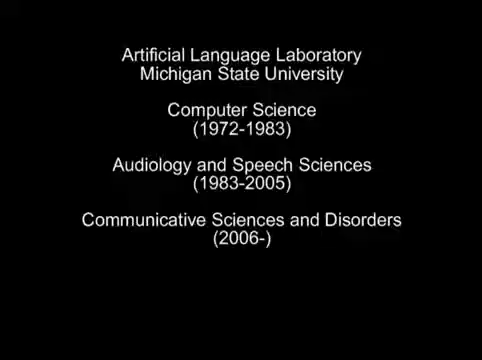 Artificial Language Laboratory
Michigan State University
Computer Science
(1972-1983)
Audiology and Speech Sciences
(1983-2005)
Communicative Sciences and Disorders
(2006-)